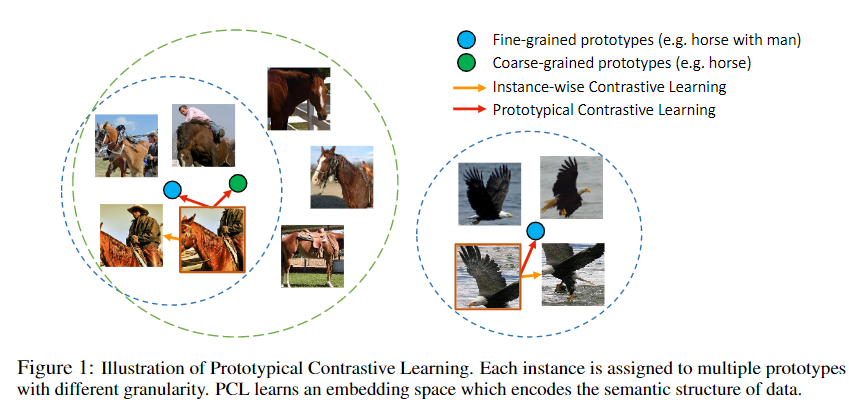 Fine-grained prototypes (e.g. horse with man)
Coarse-grained prototypes (e.g. horse)
Instance-wise Contrastive Learning
Prototypical Contrastive Learning
Figure 1: Illustration of Prototypical Contrastive Learning. Each instance is assigned to multiple prototypes
with different granularity. PCL learns an embedding space which encodes the semantic structure of data.